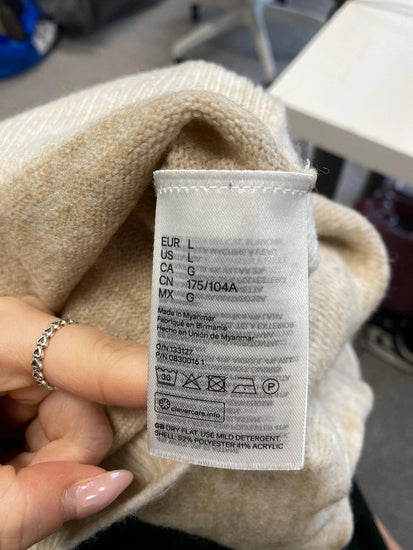 EUR L
US L
CA G
CN 175/104A
MX G
Made in Myanmar
Fabriqué en Birmanie
Hecho en Unión de Myanmar
O/N 133127
P/N 0830016 1
30 P
clevercare.info
GB DRY FLAT. USE MILD DETERGENT.
SHELL: 52% POLYESTER 41% ACRYLIC